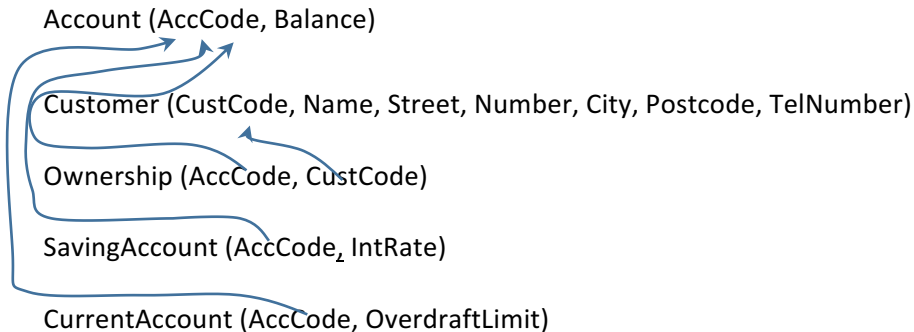 Account (AccCode, Balance)
Customer (CustCode, Name, Street, Number, City, Postcode, TelNumber)
Ownership (AccCode, CustCode)
SavingAccount (AccCode, IntRate)
CurrentAccount (AccCode, OverdraftLimit)